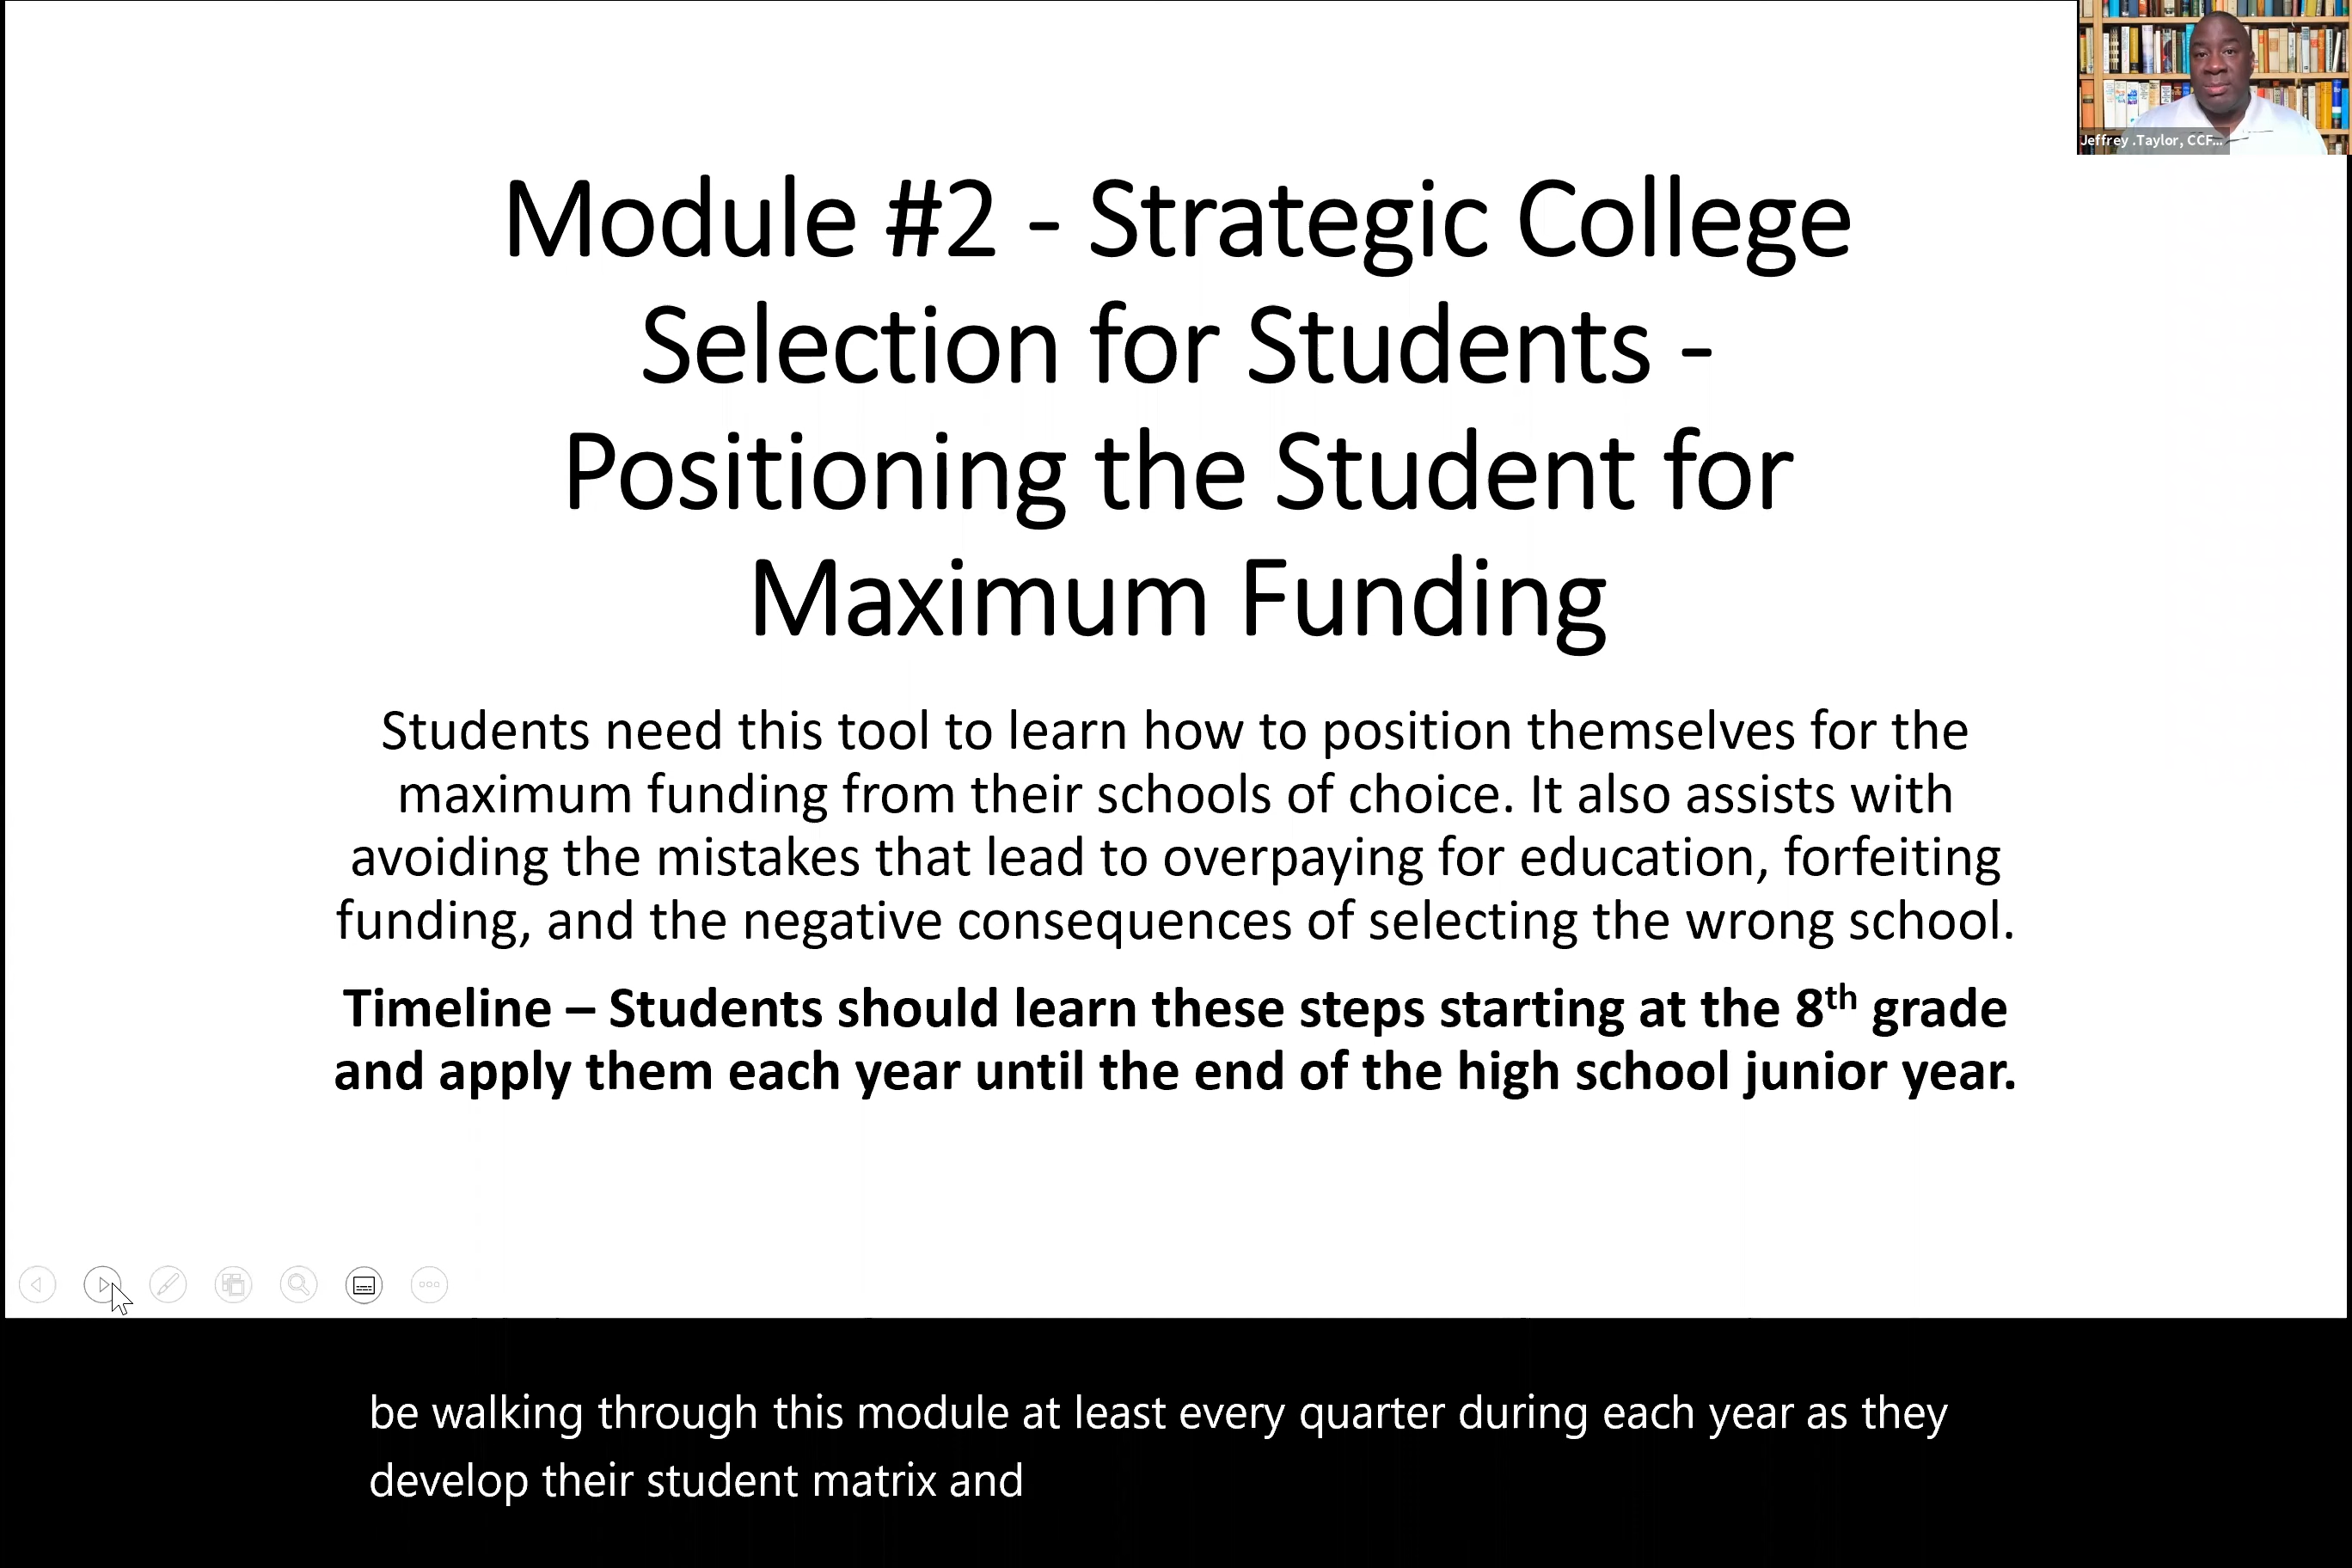 Jeffrey .Taylor, CCF...
Module #2 - Strategic College
Selection for Students -
Positioning the Student for
Maximum Funding
Students need this tool to learn how to position themselves for the
maximum funding from their schools of choice. It also assists with
avoiding the mistakes that lead to overpaying for education, forfeiting
funding, and the negative consequences of selecting the wrong school.
Timeline – Students should learn these steps starting at the 8th grade
and apply them each year until the end of the high school junior year.
be walking through this module at least every quarter during each year as they
develop their student matrix and